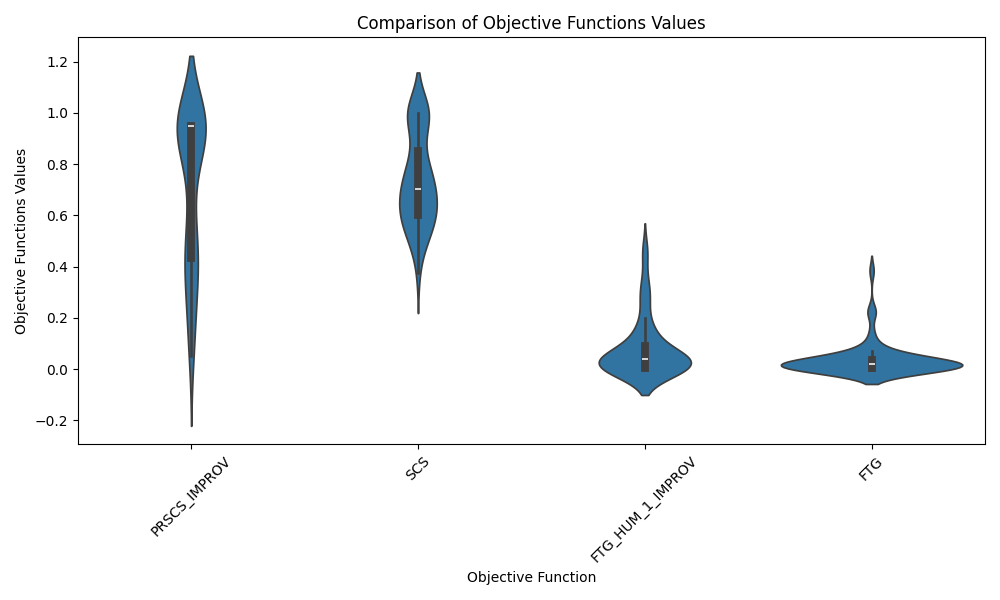 Comparison of Objective Functions Values
Objective Functions Values
1.2
1.0
0.8
0.6
0.4
0.2
0.0
−0.2
PRSCS_IMPROV
SCS
FTG_HUM_1_IMPROV
FTG
Objective Function